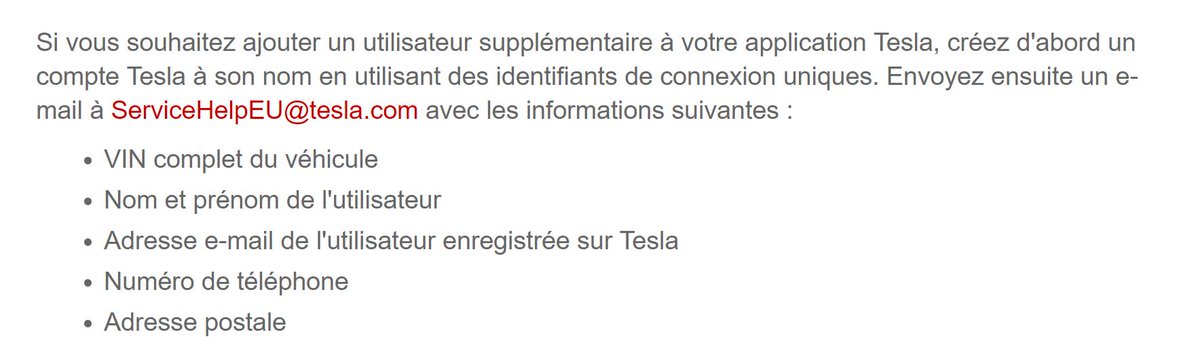 Si vous souhaitez ajouter un utilisateur supplémentaire à votre application Tesla, créez d'abord un
compte Tesla à son nom en utilisant des identifiants de connexion uniques. Envoyez ensuite un e-
mail à ServiceHelpEU@tesla.com avec les informations suivantes :
• VIN complet du véhicule
• Nom et prénom de l'utilisateur
• Adresse e-mail de l'utilisateur enregistrée sur Tesla
• Numéro de téléphone
• Adresse postale